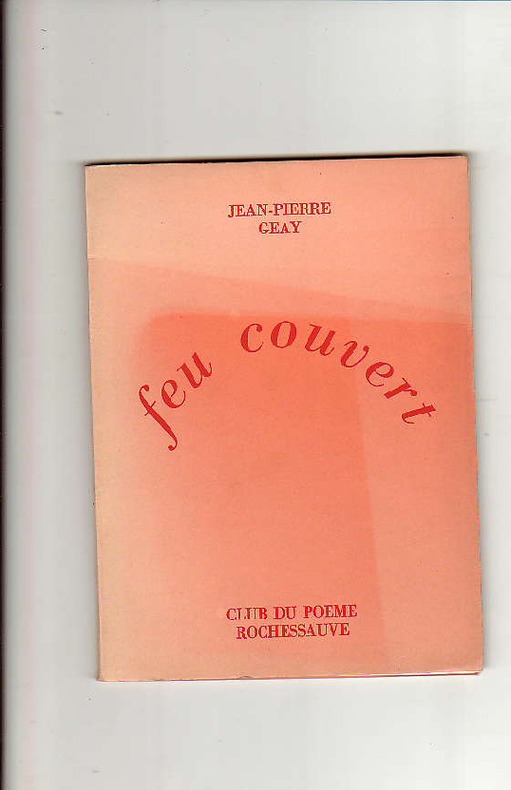 JEAN-PIERRE
GEAY
feu couvert
CLUB DU POEME
ROCHESSAUVE